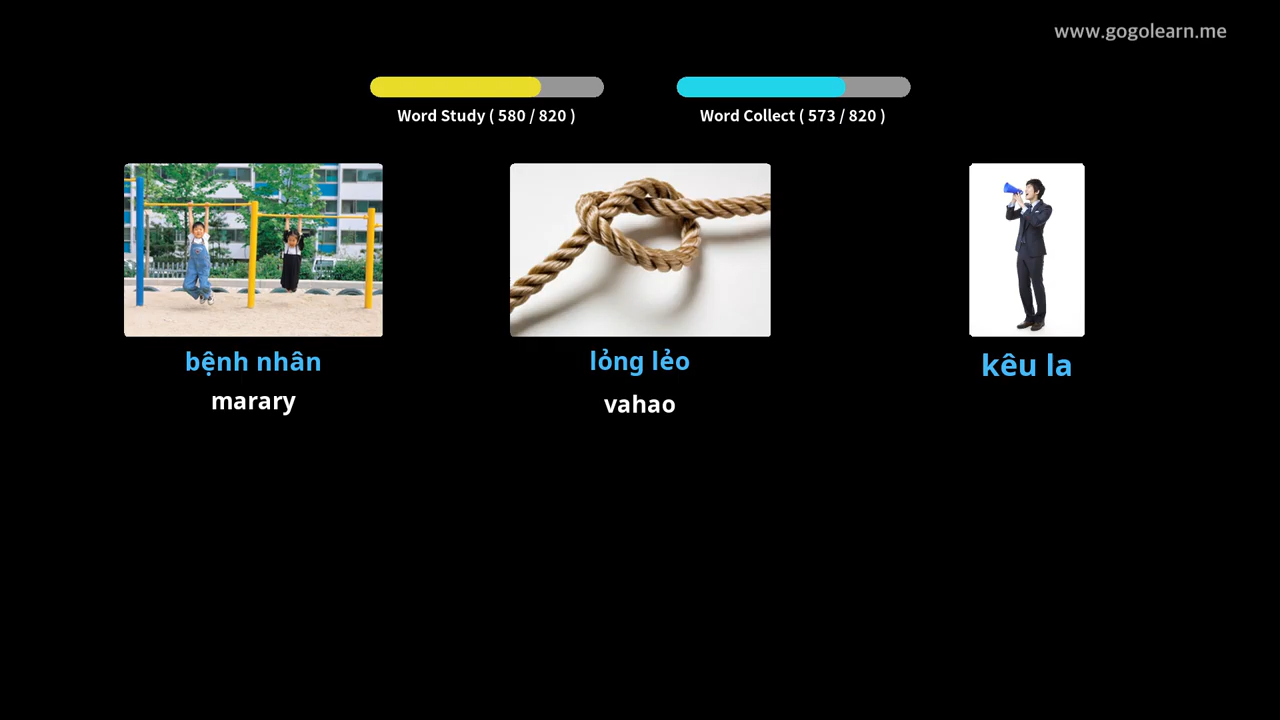 www.gogolearn.me
Word Study ( 580 / 820 )
Word Collect ( 573 / 820 )
bệnh nhân
marary
lỏng lẻo
vahao
kêu la